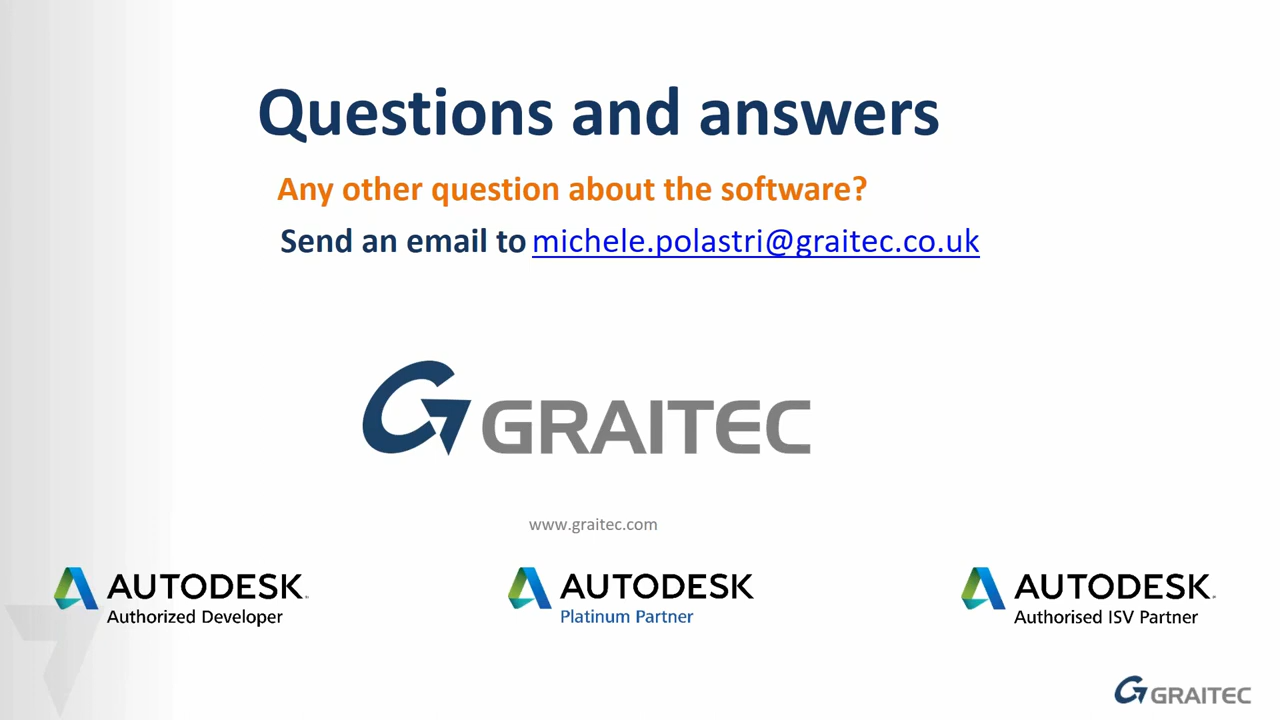 Questions and answers
Any other question about the software?
Send an email to michele.polastri@graitec.co.uk
GRAITEC
www.graitec.com
AUTODESK
Authorized Developer
AUTODESK
Platinum Partner
AUTODESK
Authorised ISV Partner
GRAITEC